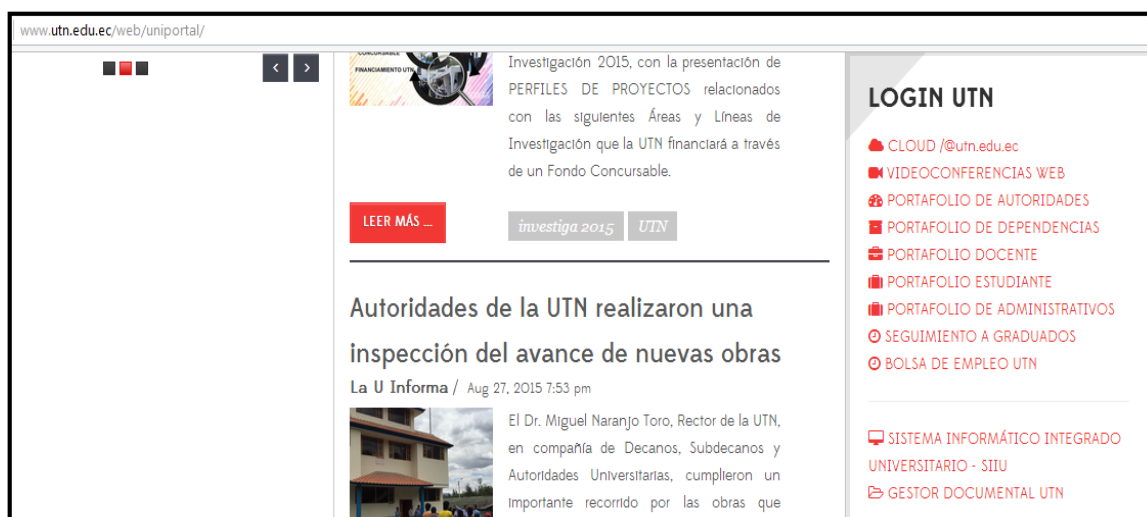 www.utn.edu.ec/web/uniportal/
CONCURSABLE
FINANCIAMIENTO UTN
Investigación 2015, con la presentación de
PERFILES DE PROYECTOS relacionados
con las siguientes Áreas y Líneas de
Investigación que la UTN financiará a través
de un Fondo Concursable.
LEER MÁS ...
investiga 2015
UTN
Autoridades de la UTN realizaron una
inspección del avance de nuevas obras
La U Informa / Aug 27, 2015 7:53 pm
El Dr. Miguel Naranjo Toro, Rector de la UTN,
en compañía de Decanos, Subdecanos y
Autoridades Universitarias, cumplieron un
importante recorrido por las obras que
LOGIN UTN
CLOUD /@utn.edu.ec
VIDEOCONFERENCIAS WEB
PORTAFOLIO DE AUTORIDADES
PORTAFOLIO DE DEPENDENCIAS
PORTAFOLIO DOCENTE
PORTAFOLIO ESTUDIANTE
PORTAFOLIO DE ADMINISTRATIVOS
SEGUIMIENTO A GRADUADOS
BOLSA DE EMPLEO UTN
SISTEMA INFORMÁTICO INTEGRADO
UNIVERSITARIO - SIIU
GESTOR DOCUMENTAL UTN